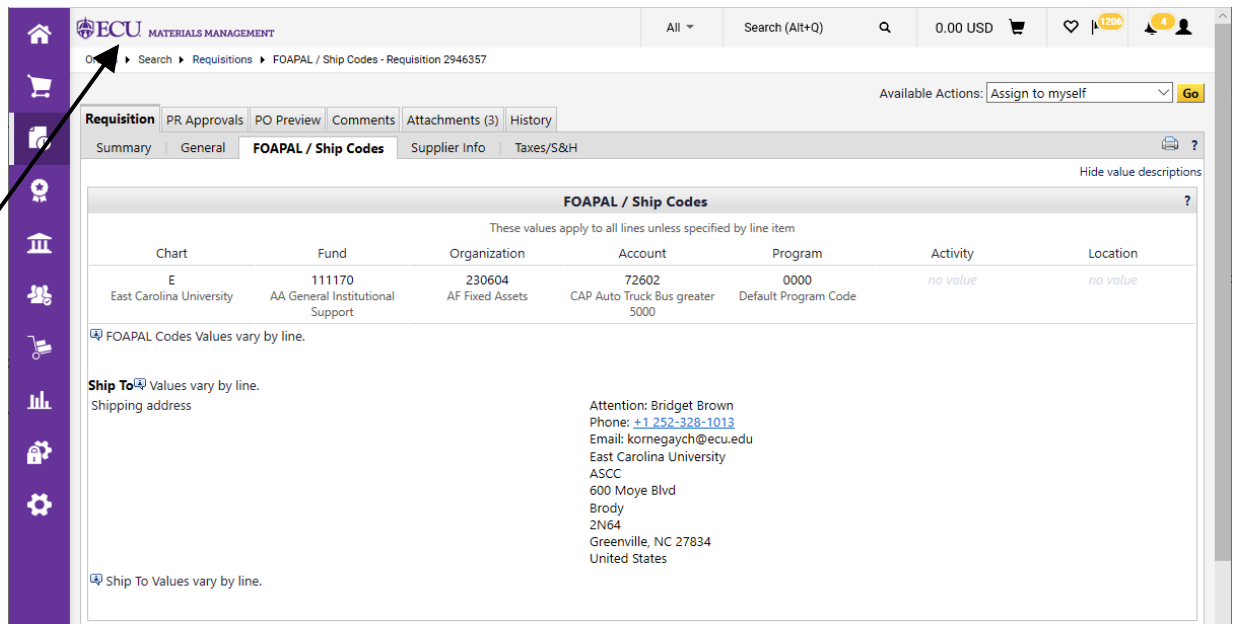 ECU MATERIALS MANAGEMENT All Search (Alt+Q) 0.00 USD 1206 4
Search Requisitions FOAPAL / Ship Codes - Requisition 2946357
Available Actions: Assign to myself Go
Requisition PR Approvals PO Preview Comments Attachments (3) History
Summary General FOAPAL / Ship Codes Supplier Info Taxes/S&H ?
Hide value descriptions
FOAPAL / Ship Codes ?
These values apply to all lines unless specified by line item
Chart Fund Organization Account Program Activity Location
E 111170 230604 72602 0000 no value no value
East Carolina University AA General Institutional AF Fixed Assets CAP Auto Truck Bus greater Default Program Code
Support 5000
FOAPAL Codes Values vary by line.
Ship To Values vary by line.
Shipping address Attention: Bridget Brown
Phone: +1 252-328-1013
Email: kornegaych@ecu.edu
East Carolina University
ASCC
600 Moye Blvd
Brody
2N64
Greenville, NC 27834
United States
Ship To Values vary by line.